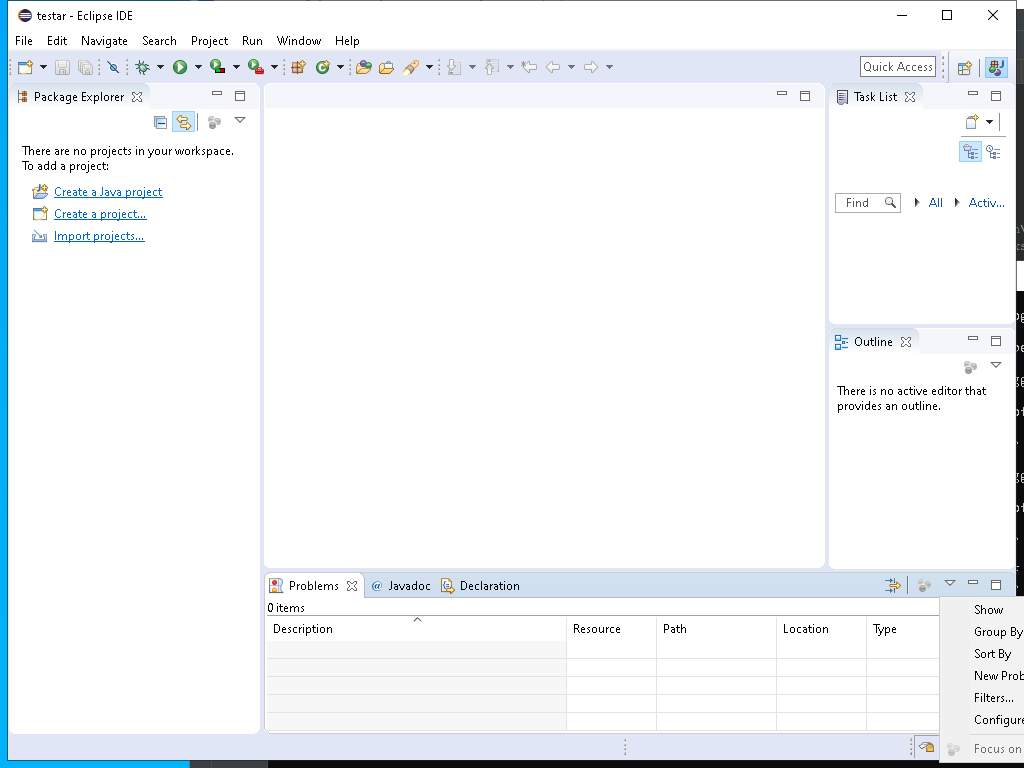 testar - Eclipse IDE
File Edit Navigate Search Project Run Window Help
Quick Access
Package Explorer
There are no projects in your workspace.
To add a project:
Create a Java project
Create a project...
Import projects...
Task List
Find All Activ...
Outline
There is no active editor that
provides an outline.
Problems @ Javadoc Declaration
0 items
Description Resource Path Location Type
Show
Group By
Sort By
New Prob
Filters...
Configure
Focus on